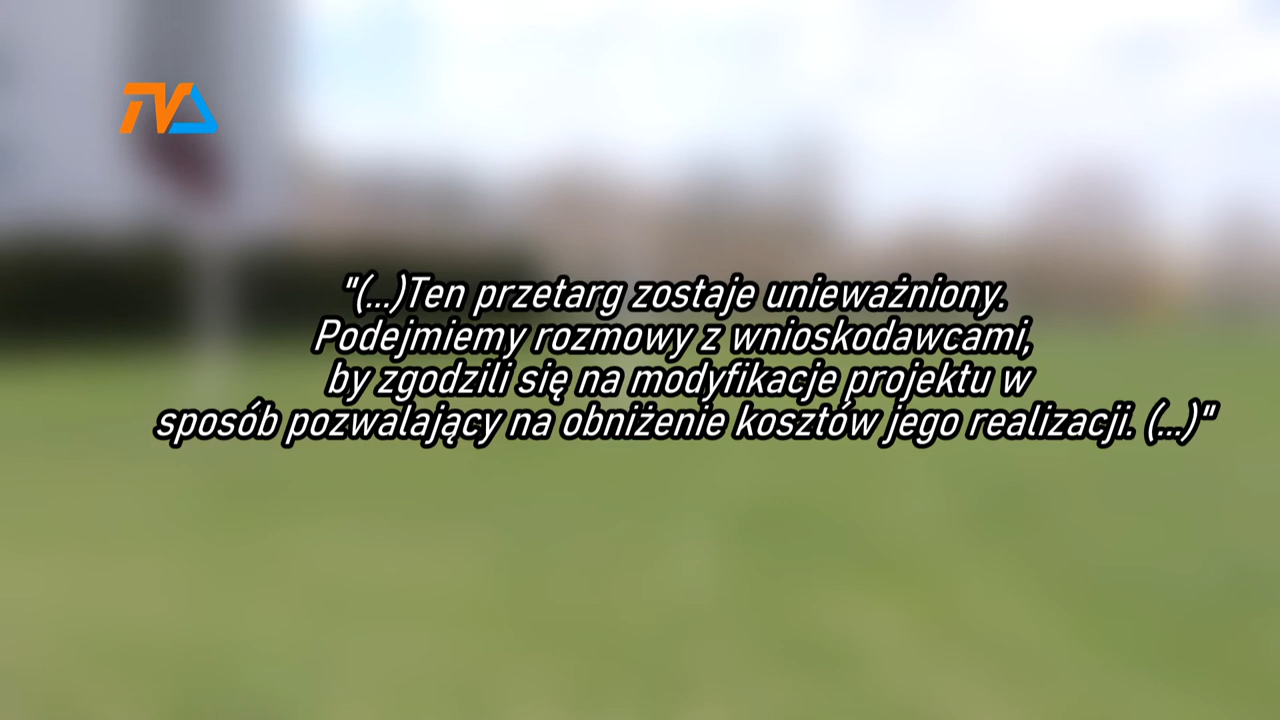 TVA
"(...)Ten przetarg zostaje unieważniony.
Podejmiemy rozmowy z wnioskodawcami,
by zgodzili się na modyfikacje projektu w
sposób pozwalający na obniżenie kosztów jego realizacji. (...)"